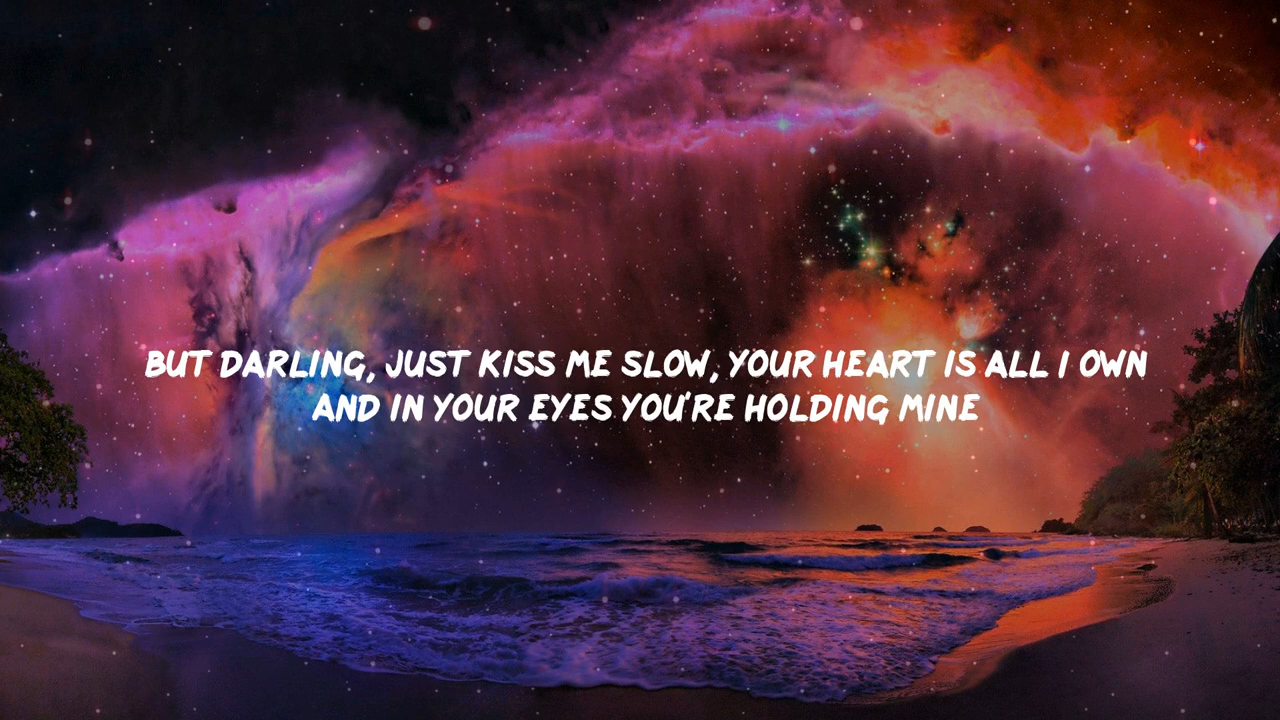 BUT DARLING, JUST KISS ME SLOW, YOUR HEART IS ALL I OWN
AND IN YOUR EYES YOU'RE HOLDING MINE